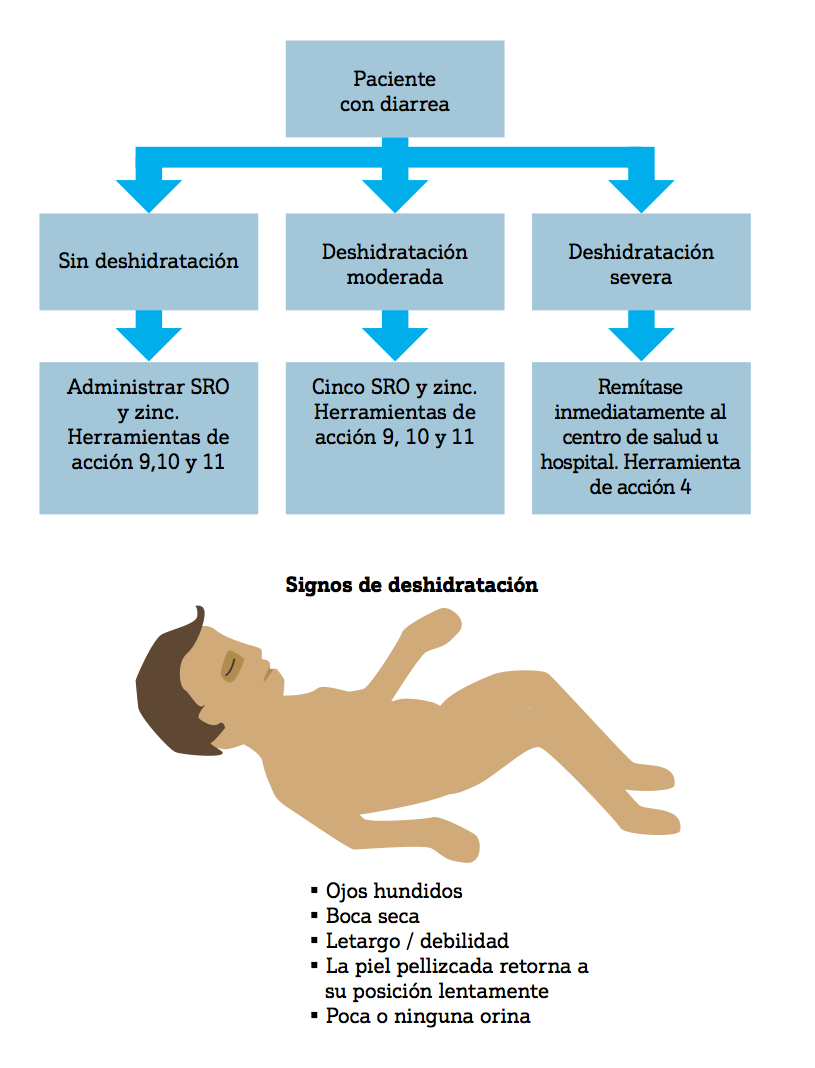 Paciente
con diarrea
Sin deshidratación
Deshidratación
moderada
Deshidratación
severa
Administrar SRO
y zinc.
Herramientas de
acción 9,10 y 11
Cinco SRO y zinc.
Herramientas de
acción 9, 10 y 11
Remítase
inmediatamente al
centro de salud u
hospital. Herramienta
de acción 4
Signos de deshidratación
▪ Ojos hundidos
▪ Boca seca
▪ Letargo / debilidad
▪ La piel pellizcada retorna a
su posición lentamente
▪ Poca o ninguna orina